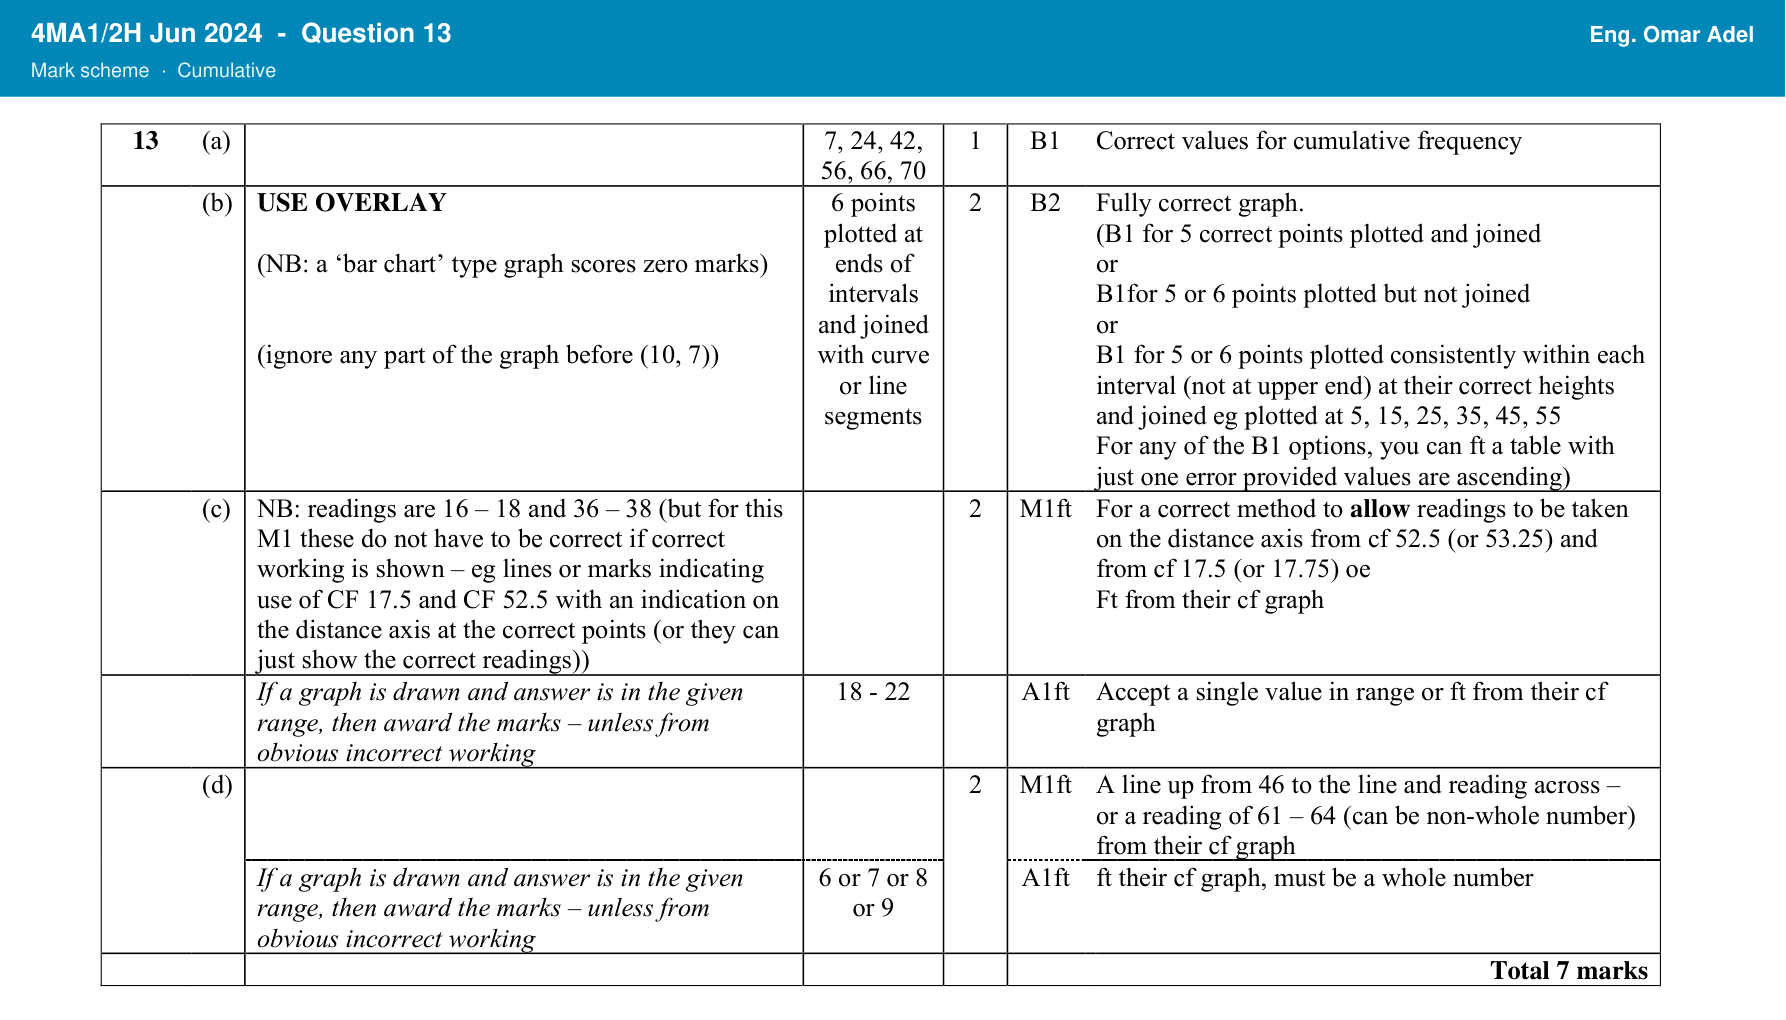 4MA1/2H Jun 2024 - Question 13
Eng. Omar Adel
Mark scheme · Cumulative
13 (a) 7, 24, 42, 1 B1 Correct values for cumulative frequency
56, 66, 70
(b) USE OVERLAY 6 points 2 B2 Fully correct graph.
plotted at (B1 for 5 correct points plotted and joined
(NB: a ‘bar chart’ type graph scores zero marks) ends of or
intervals B1for 5 or 6 points plotted but not joined
and joined or
(ignore any part of the graph before (10, 7)) with curve B1 for 5 or 6 points plotted consistently within each
or line interval (not at upper end) at their correct heights
segments and joined eg plotted at 5, 15, 25, 35, 45, 55
For any of the B1 options, you can ft a table with
just one error provided values are ascending)
(c) NB: readings are 16 – 18 and 36 – 38 (but for this 2 M1ft For a correct method to allow readings to be taken
M1 these do not have to be correct if correct on the distance axis from cf 52.5 (or 53.25) and
working is shown – eg lines or marks indicating from cf 17.5 (or 17.75) oe
use of CF 17.5 and CF 52.5 with an indication on Ft from their cf graph
the distance axis at the correct points (or they can
just show the correct readings))
If a graph is drawn and answer is in the given 18 - 22 A1ft Accept a single value in range or ft from their cf
range, then award the marks – unless from graph
obvious incorrect working
(d) 2 M1ft A line up from 46 to the line and reading across –
or a reading of 61 – 64 (can be non-whole number)
from their cf graph
If a graph is drawn and answer is in the given 6 or 7 or 8 A1ft ft their cf graph, must be a whole number
range, then award the marks – unless from or 9
obvious incorrect working
Total 7 marks